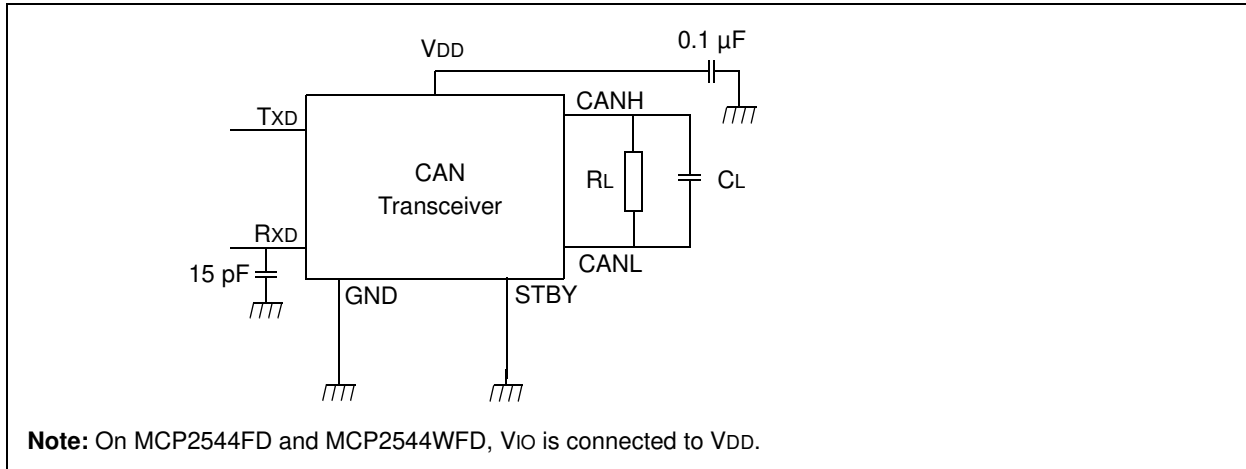 VDD
0.1 µF
TXD
CANH
CAN
Transceiver
RL
CL
RXD
CANL
15 pF
GND
STBY
Note: On MCP2544FD and MCP2544WFD, VIO is connected to VDD.